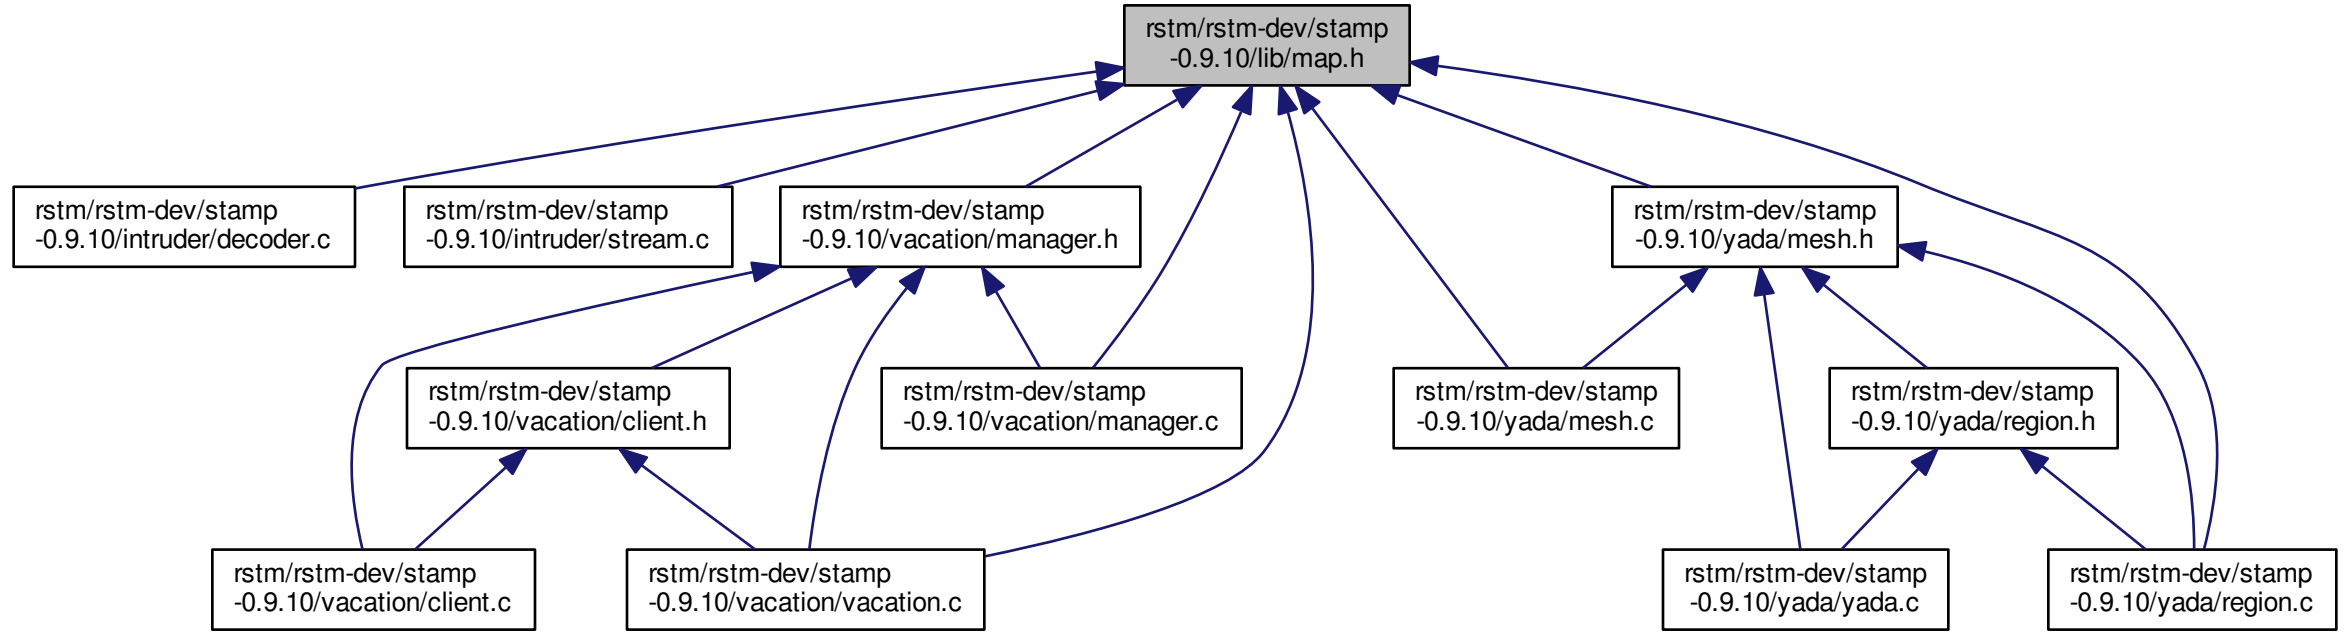 rstm/rstm-dev/stamp
-0.9.10/lib/map.h
rstm/rstm-dev/stamp
-0.9.10/intruder/decoder.c
rstm/rstm-dev/stamp
-0.9.10/intruder/stream.c
rstm/rstm-dev/stamp
-0.9.10/vacation/manager.h
rstm/rstm-dev/stamp
-0.9.10/yada/mesh.h
rstm/rstm-dev/stamp
-0.9.10/vacation/client.h
rstm/rstm-dev/stamp
-0.9.10/vacation/manager.c
rstm/rstm-dev/stamp
-0.9.10/yada/mesh.c
rstm/rstm-dev/stamp
-0.9.10/yada/region.h
rstm/rstm-dev/stamp
-0.9.10/vacation/client.c
rstm/rstm-dev/stamp
-0.9.10/vacation/vacation.c
rstm/rstm-dev/stamp
-0.9.10/yada/yada.c
rstm/rstm-dev/stamp
-0.9.10/yada/region.c